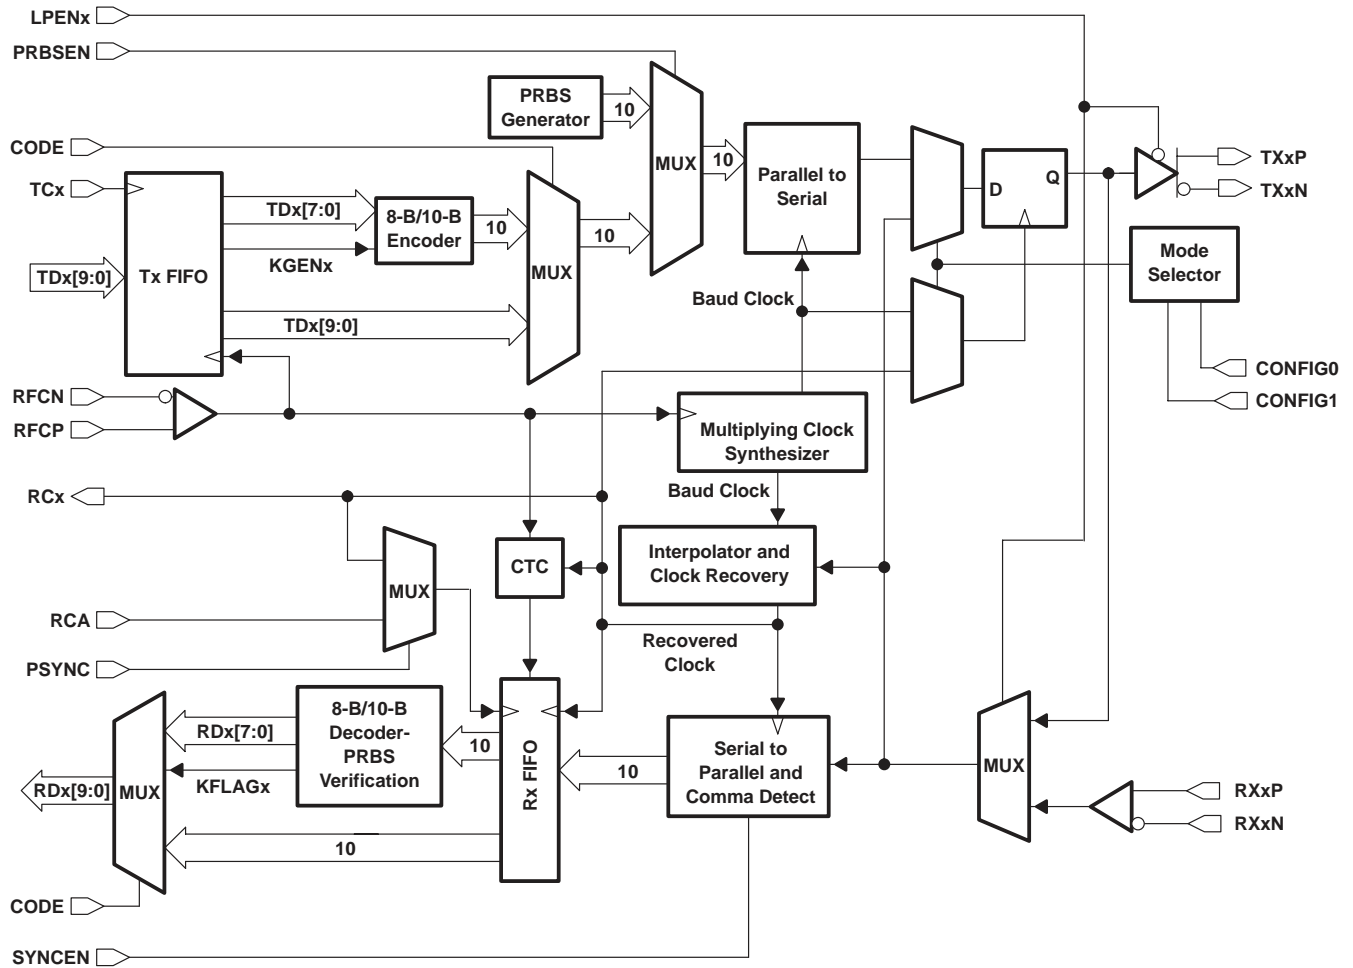 LPENx
PRBSEN
PRBS
Generator
10
MUX
10
CODE
TCx
TDx[9:0]
Tx FIFO
TDx[7:0]
KGENx
8-B/10-B
Encoder
10
MUX
10
TDx[9:0]
Parallel to
Serial
Baud Clock
D
Q
TXxP
TXxN
Mode
Selector
CONFIG0
CONFIG1
RFCN
RFCP
Multiplying Clock
Synthesizer
Baud Clock
RCx
Interpolator and
Clock Recovery
CTC
MUX
RCA
PSYNC
Recovered
Clock
8-B/10-B
Decoder-
PRBS
Verification
RDx[7:0]
KFLAGx
RDx[9:0]
MUX
10
10
Rx FIFO
10
Serial to
Parallel and
Comma Detect
MUX
RXxP
RXxN
CODE
SYNCEN